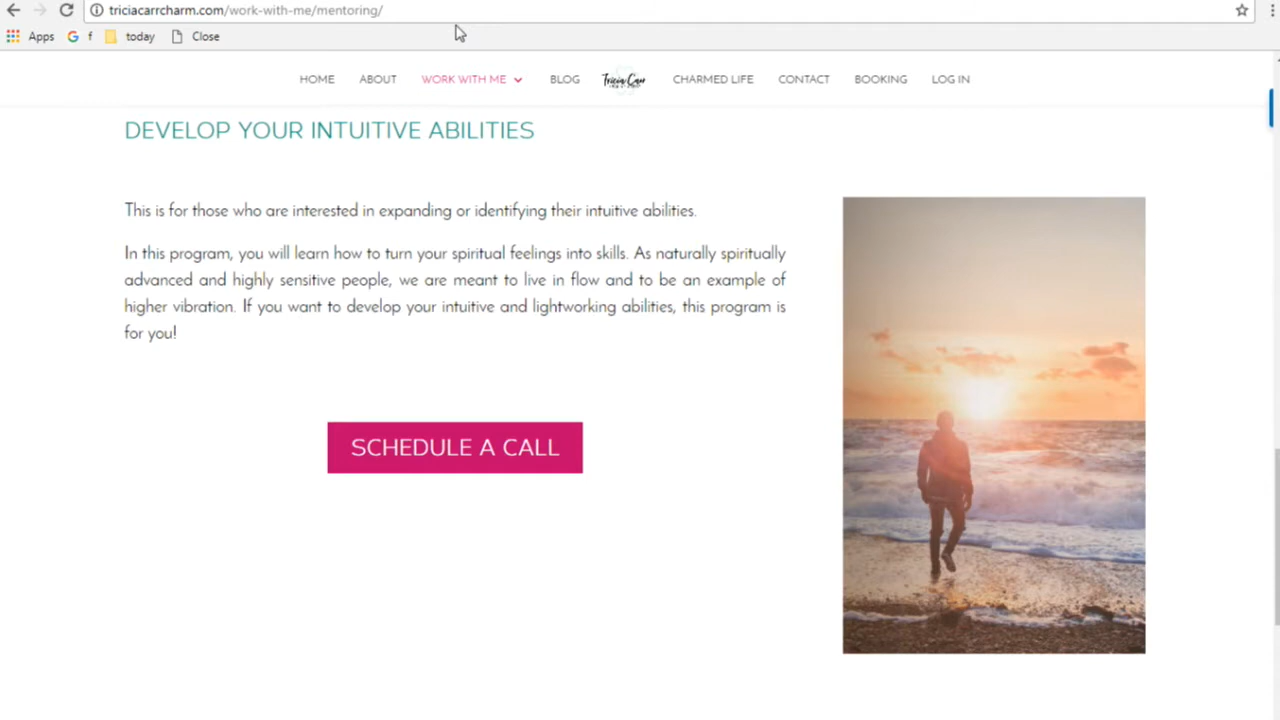 triciacarrcharm.com/work-with-me/mentoring/
Apps f today Close
HOME ABOUT WORK WITH ME BLOG Tricia Carr CHARMED LIFE CONTACT BOOKING LOG IN
DEVELOP YOUR INTUITIVE ABILITIES
This is for those who are interested in expanding or identifying their intuitive abilities.
In this program, you will learn how to turn your spiritual feelings into skills. As naturally spiritually
advanced and highly sensitive people, we are meant to live in flow and to be an example of
higher vibration. If you want to develop your intuitive and lightworking abilities, this program is
for you!
SCHEDULE A CALL